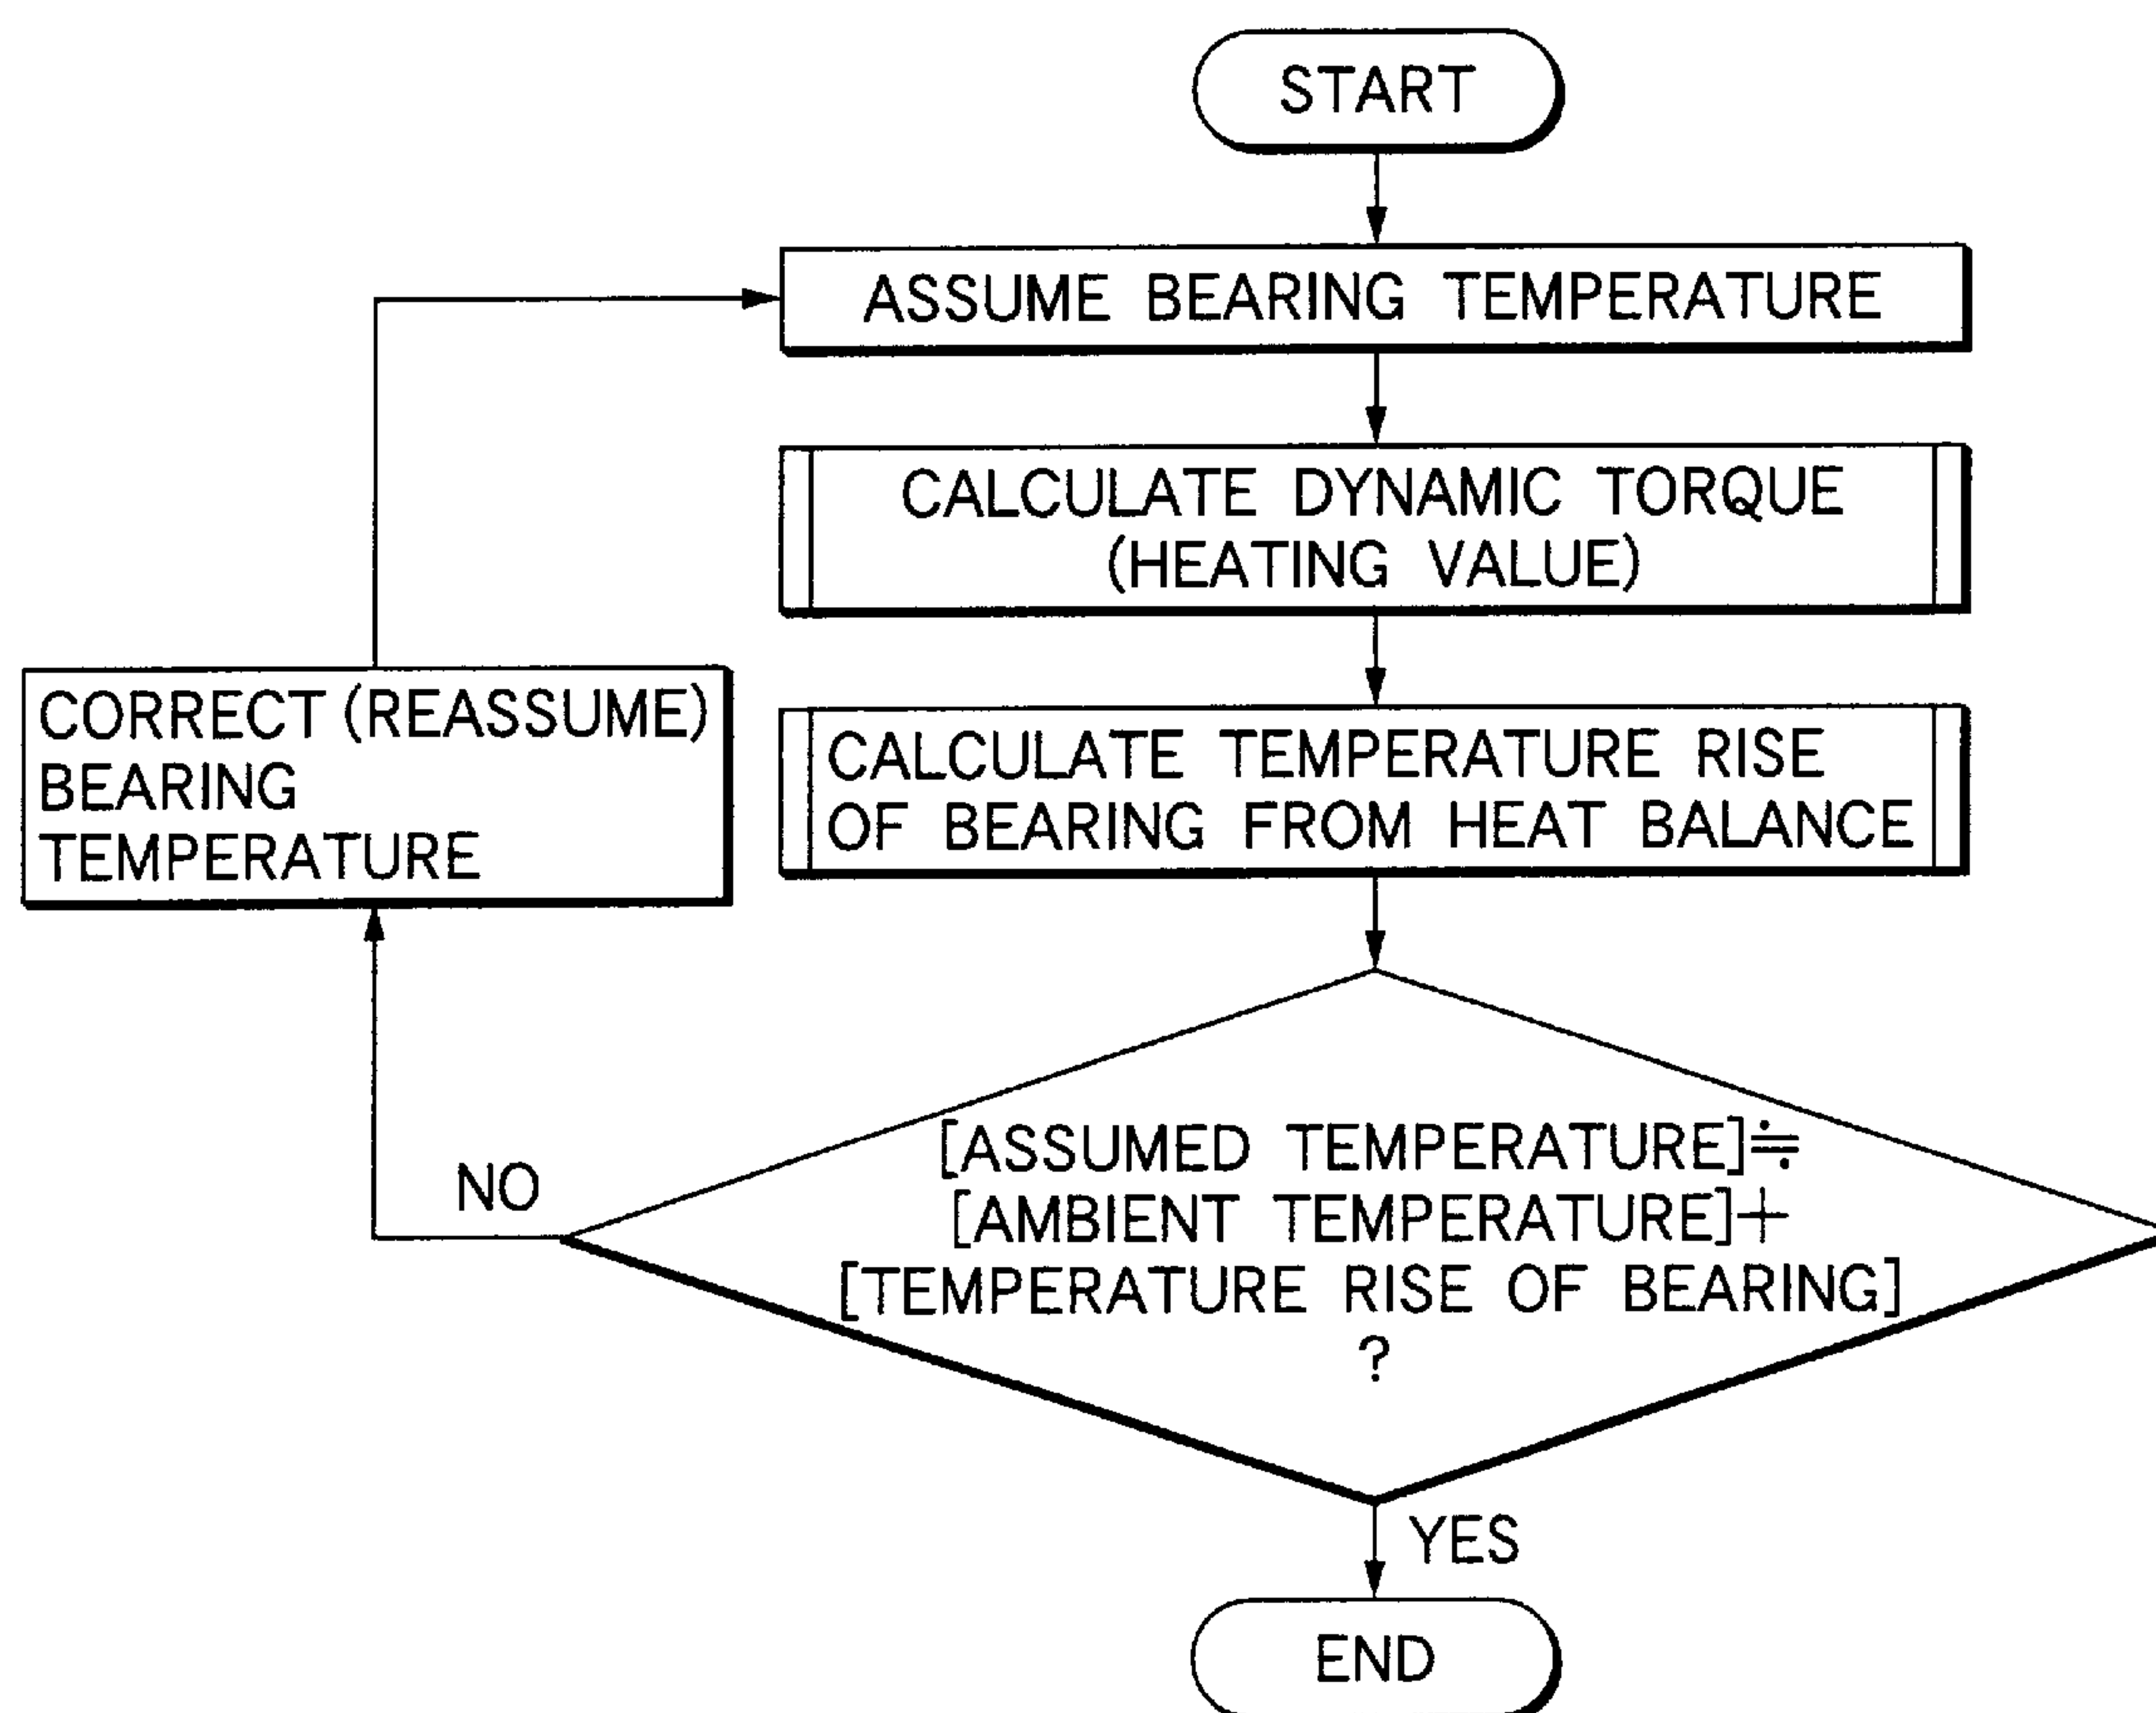 START
ASSUME BEARING TEMPERATURE
CALCULATE DYNAMIC TORQUE
(HEATING VALUE)
CORRECT (REASSUME)
BEARING
TEMPERATURE
CALCULATE TEMPERATURE RISE
OF BEARING FROM HEAT BALANCE
[ASSUMED TEMPERATURE]≒
[AMBIENT TEMPERATURE]+
[TEMPERATURE RISE OF BEARING]
?
NO
YES
END